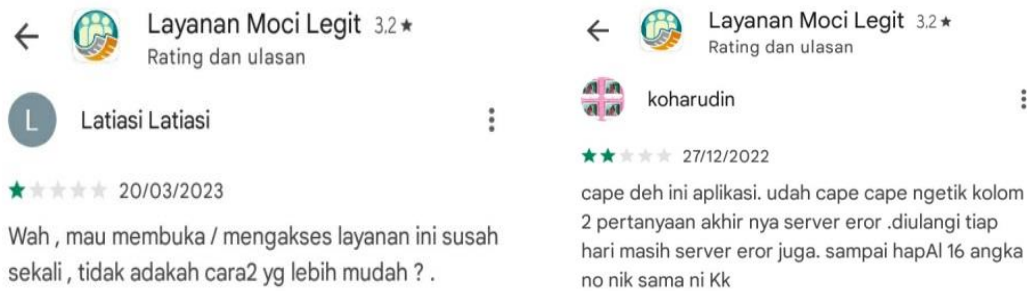 Layanan Moci Legit 3.2★
Rating dan ulasan
L Latiasi Latiasi
★★★★★ 20/03/2023
Wah , mau membuka / mengakses layanan ini susah
sekali , tidak adakah cara2 yg lebih mudah ? .
Layanan Moci Legit 3.2★
Rating dan ulasan
koharudin
★★★★★ 27/12/2022
cape deh ini aplikasi. udah cape cape ngetik kolom
2 pertanyaan akhir nya server eror .diulangi tiap
hari masih server eror juga. sampai hapAl 16 angka
no nik sama ni Kk